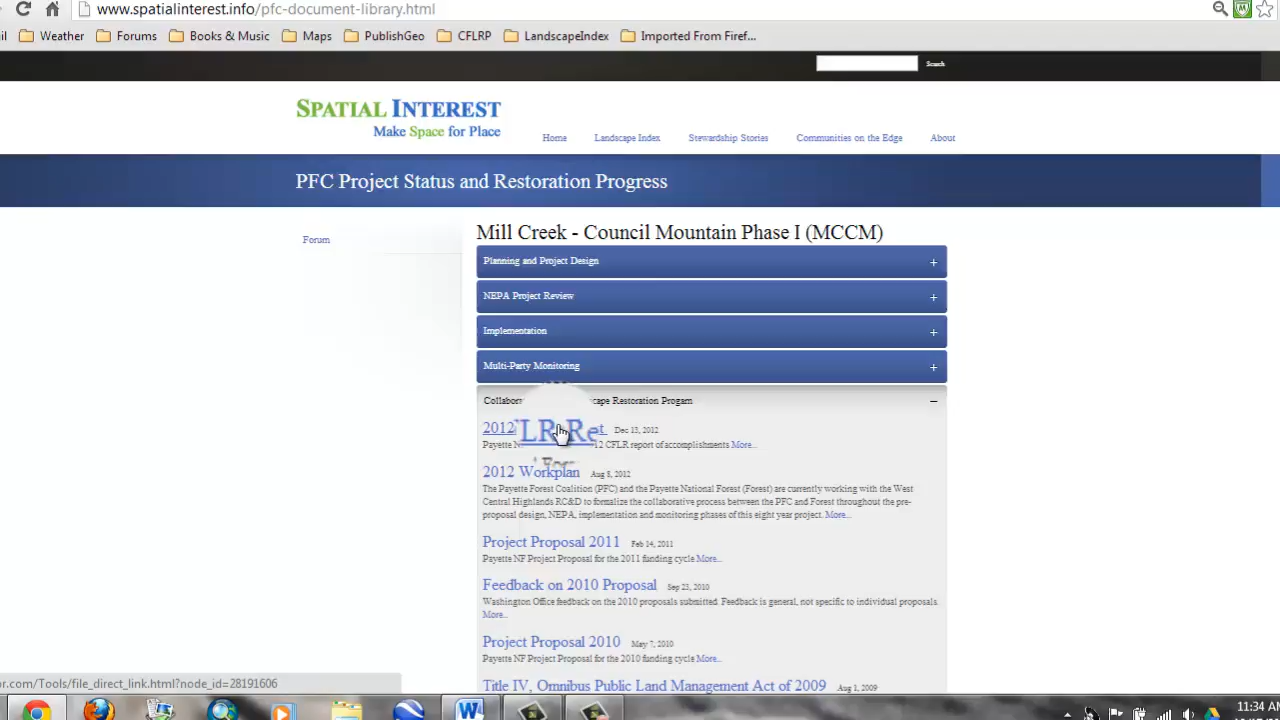 www.spatialinterest.info/pfc-document-library.html
Weather Forums Books & Music Maps PublishGeo CFLRP LandscapeIndex Imported From Firef...
Search
SPATIAL INTEREST
Make Space for Place
Home Landscape Index Stewardship Stories Communities on the Edge About
PFC Project Status and Restoration Progress
Forum
Mill Creek - Council Mountain Phase I (MCCM)
Planning and Project Design +
NEPA Project Review +
Implementation +
Multi-Party Monitoring +
Restoration Progam −
2012 Dec 13, 2012
Payette CFLR report of accomplishments More...
2012 Workplan Aug 8, 2012
The Payette Forest Coalition (PFC) and the Payette National Forest (Forest) are currently working with the West
Central Highlands RC&D to formalize the collaborative process between the PFC and Forest throughout the pre-
proposal design, NEPA, implementation and monitoring phases of this eight year project. More...
Project Proposal 2011 Feb 14, 2011
Payette NF Project Proposal for the 2011 funding cycle More...
Feedback on 2010 Proposal Sep 23, 2010
Washington Office feedback on the 2010 proposals submitted. Feedback is general, not specific to individual proposals.
More...
Project Proposal 2010 May 7, 2010
Payette NF Project Proposal for the 2010 funding cycle More...
Title IV, Omnibus Public Land Management Act of 2009 Aug 1, 2009
or.com/Tools/file_direct_link.html?node_id=28191606
11:34 A